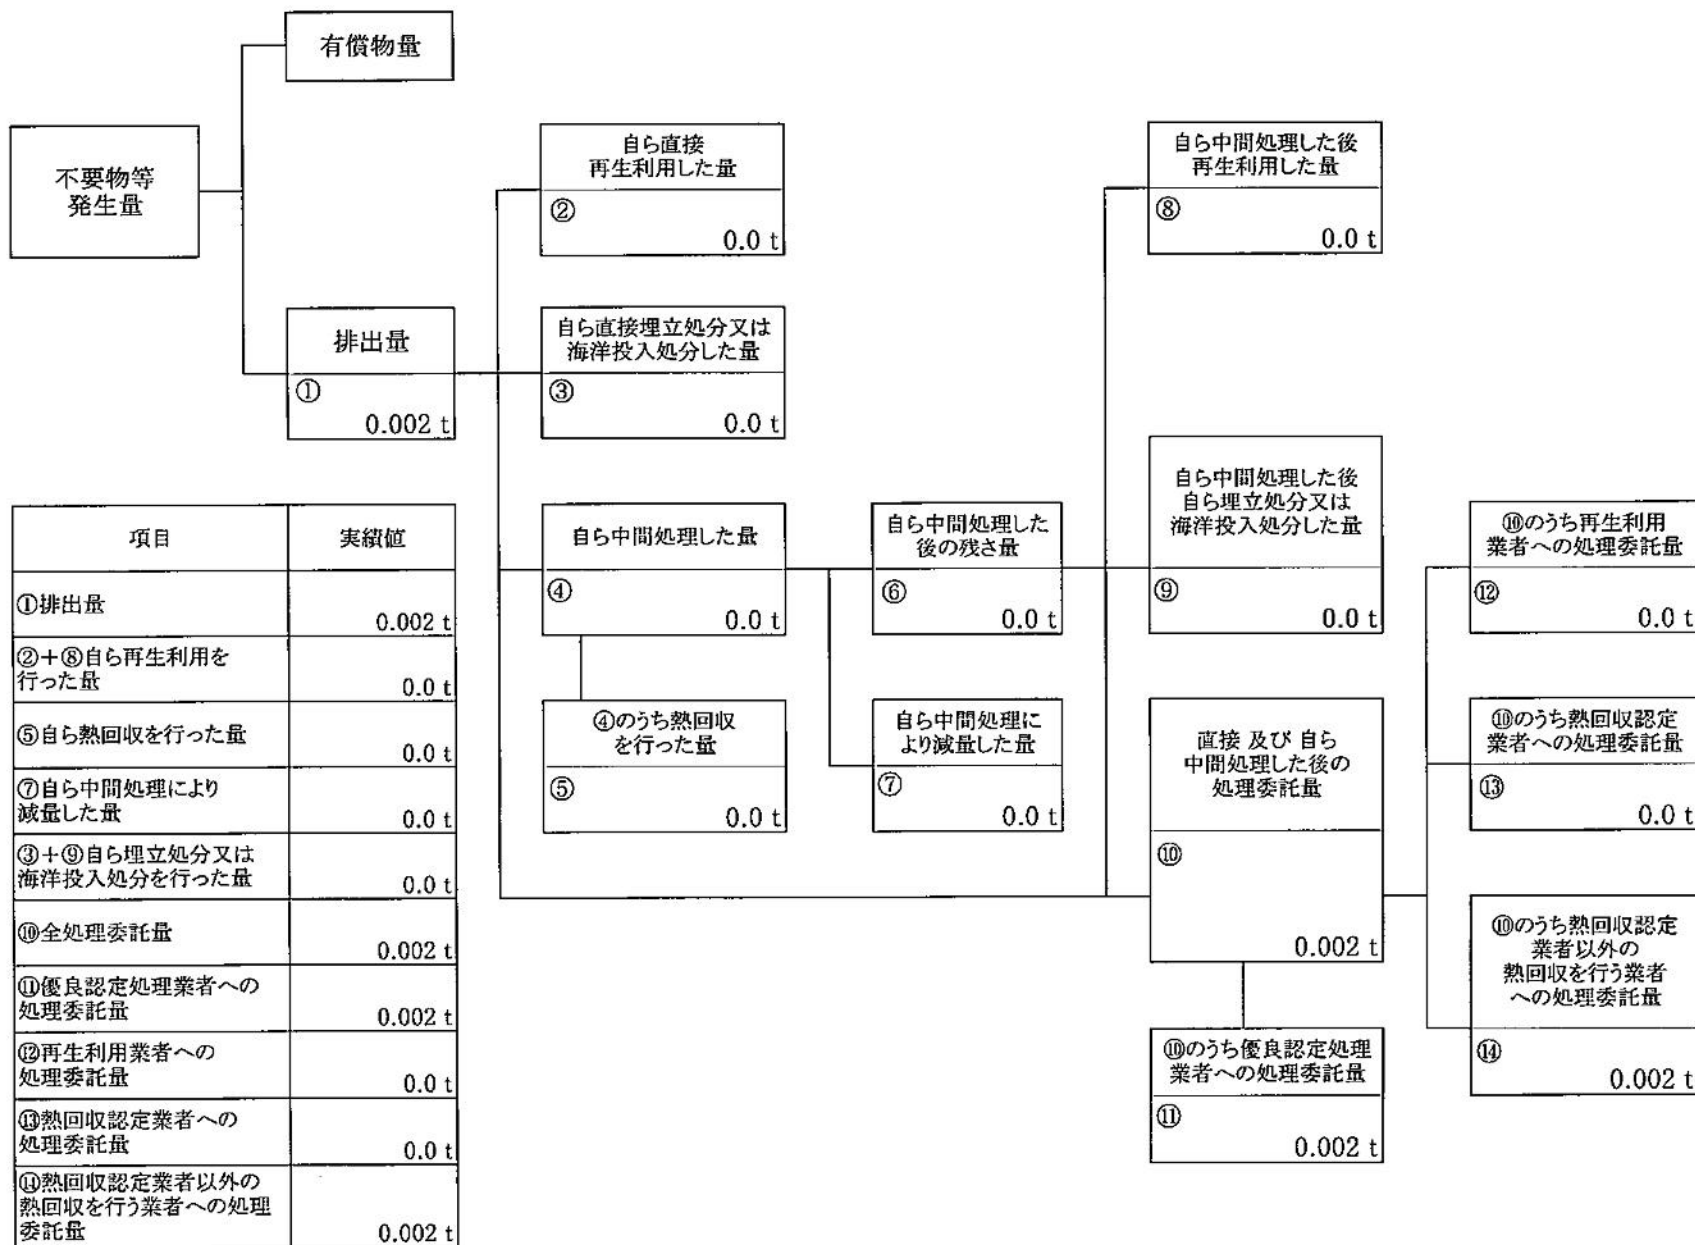 有償物量
不要物等
発生量
排出量
①
0.002 t
自ら直接
再生利用した量
②
0.0 t
自ら直接埋立処分又は
海洋投入処分した量
③
0.0 t
自ら中間処理した量
④
0.0 t
④のうち熱回収
を行った量
⑤
0.0 t
自ら中間処理した
後の残さ量
⑥
0.0 t
自ら中間処理に
より減量した量
⑦
0.0 t
自ら中間処理した後
再生利用した量
⑧
0.0 t
自ら中間処理した後
自ら埋立処分又は
海洋投入処分した量
⑨
0.0 t
直接 及び 自ら
中間処理した後の
処理委託量
⑩
0.002 t
⑩のうち優良認定処理
業者への処理委託量
⑪
0.002 t
⑩のうち再生利用
業者への処理委託量
⑫
0.0 t
⑩のうち熱回収認定
業者への処理委託量
⑬
0.0 t
⑩のうち熱回収認定
業者以外の
熱回収を行う業者
への処理委託量
⑭
0.002 t
項目 実績値
①排出量
0.002 t
②+⑧自ら再生利用を
行った量
0.0 t
⑤自ら熱回収を行った量
0.0 t
⑦自ら中間処理により
減量した量
0.0 t
③+⑨自ら埋立処分又は
海洋投入処分を行った量
0.0 t
⑩全処理委託量
0.002 t
⑪優良認定処理業者への
処理委託量
0.002 t
⑫再生利用業者への
処理委託量
0.0 t
⑬熱回収認定業者への
処理委託量
0.0 t
⑭熱回収認定業者以外の
熱回収を行う業者への処理
委託量
0.002 t